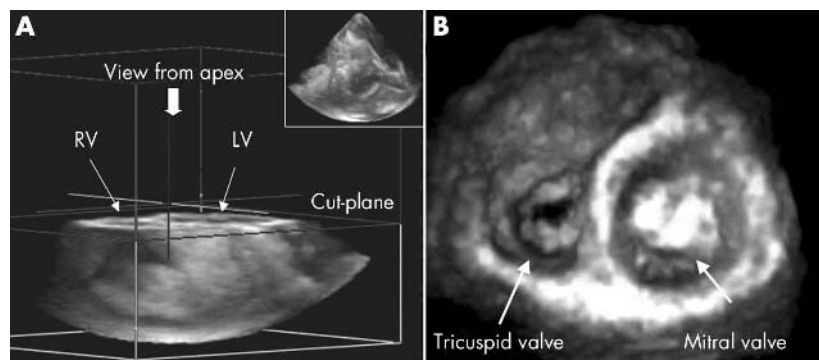 A
View from apex
RV
LV
Cut-plane
B
Tricuspid valve
Mitral valve